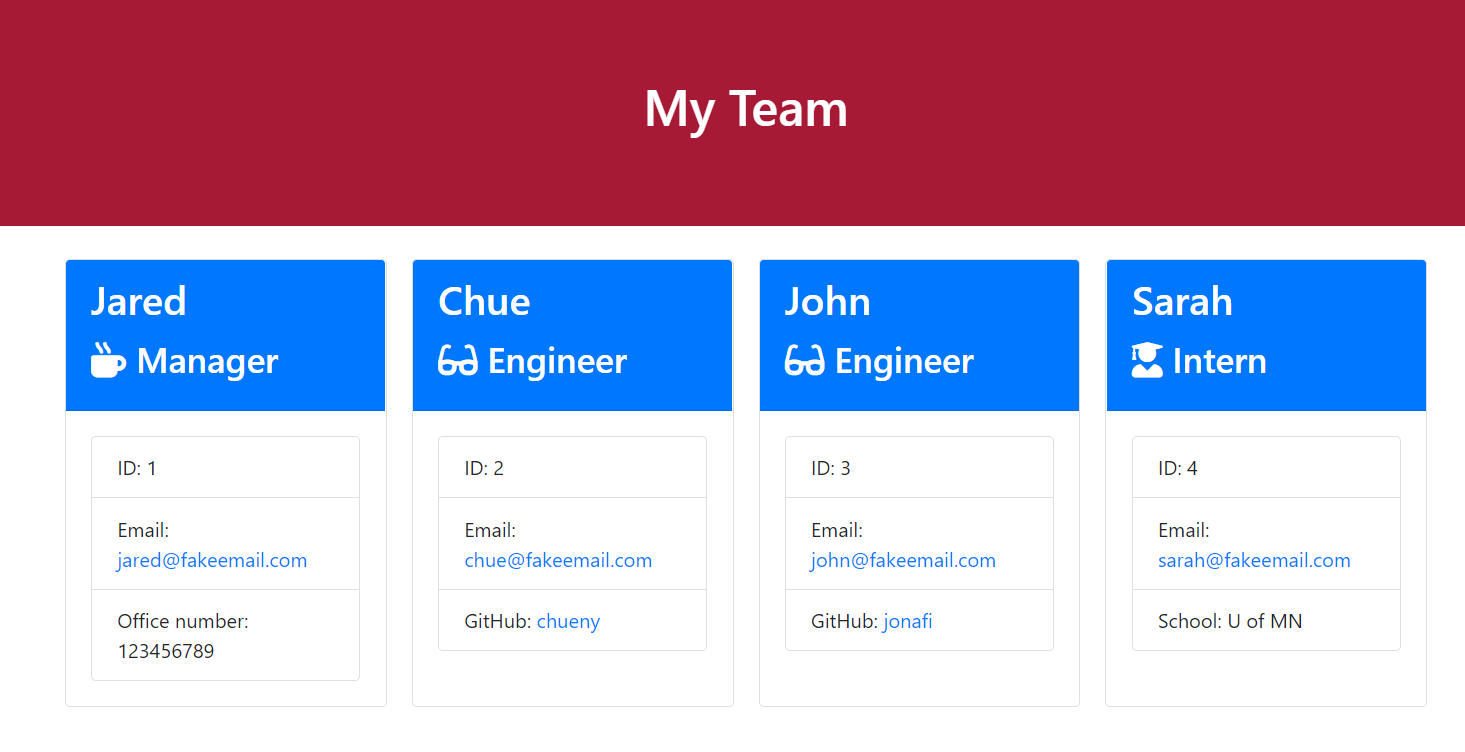 My Team
Jared
Manager
ID: 1
Email:
jared@fakeemail.com
Office number:
123456789
Chue
Engineer
ID: 2
Email:
chue@fakeemail.com
GitHub: chueny
John
Engineer
ID: 3
Email:
john@fakeemail.com
GitHub: jonafi
Sarah
Intern
ID: 4
Email:
sarah@fakeemail.com
School: U of MN